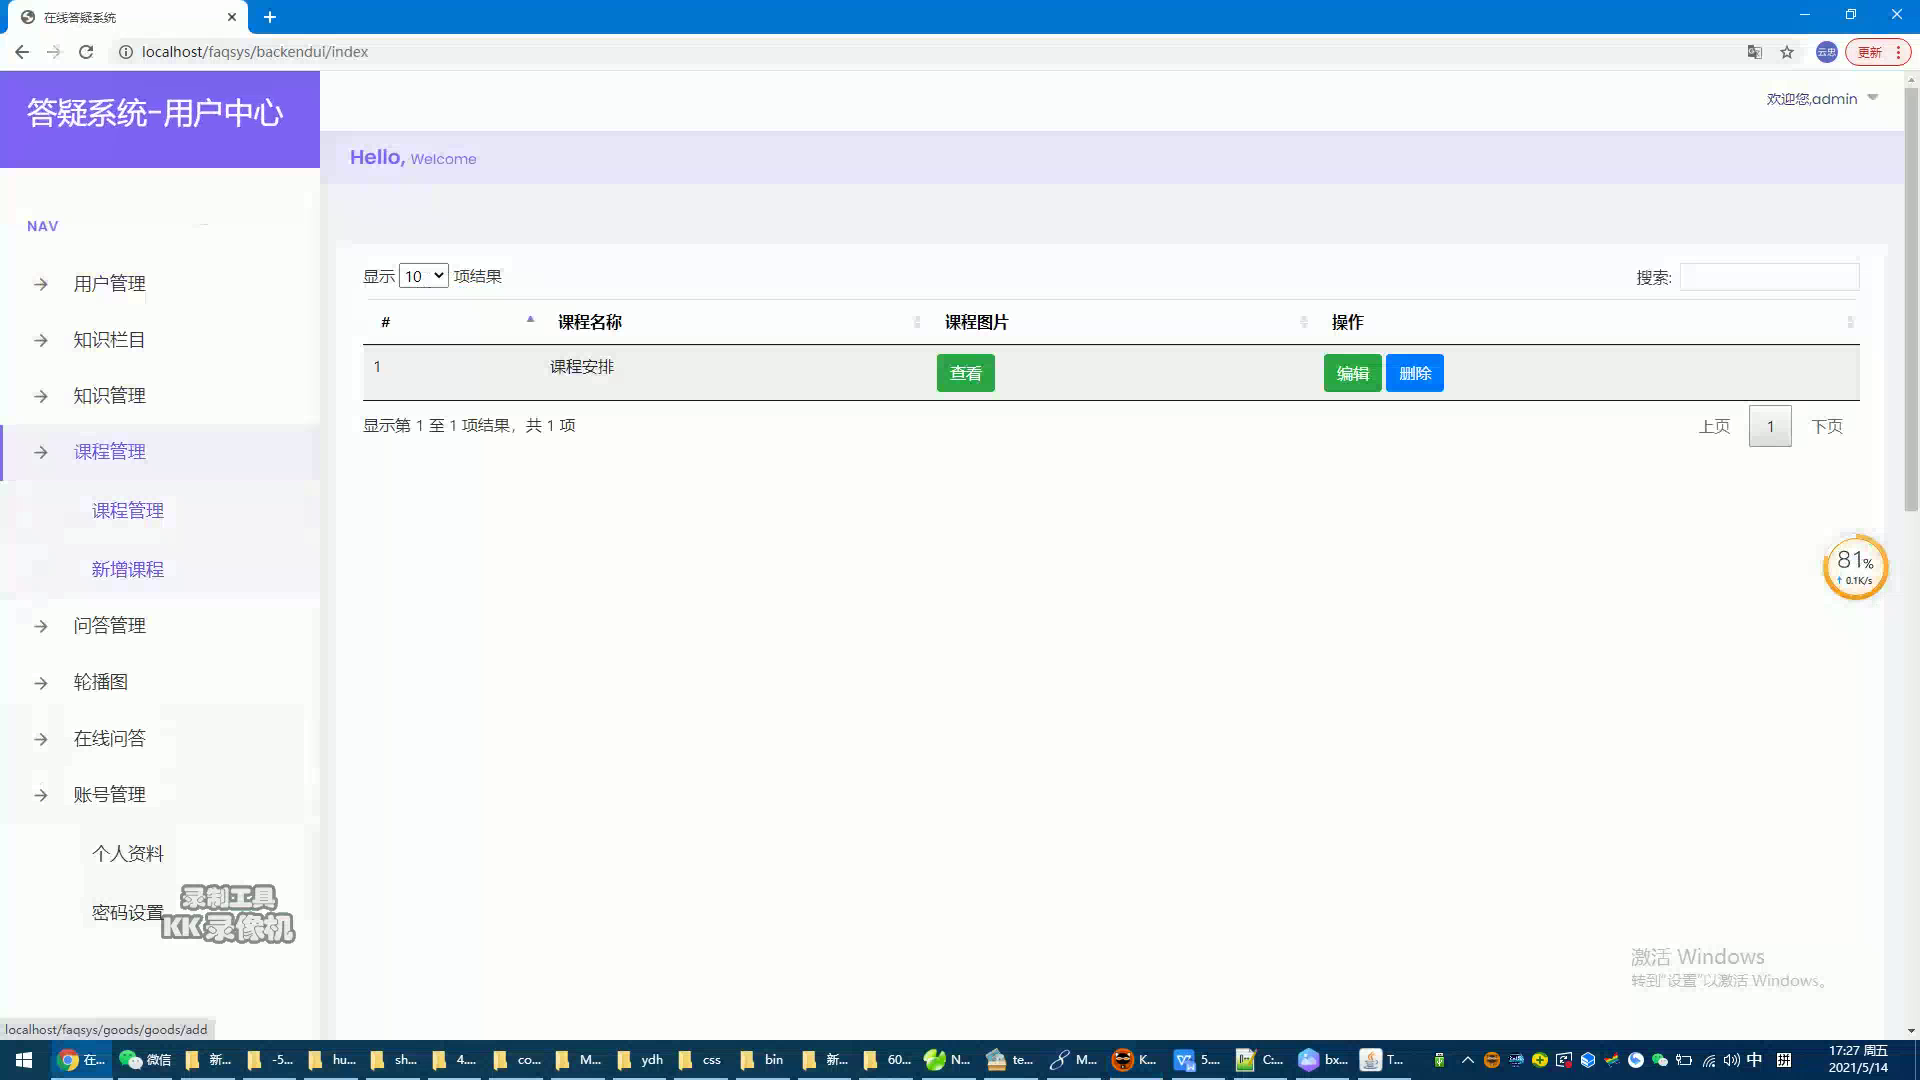 在线答疑系统
localhost/faqsys/backendui/index
云忠
更新
答疑系统-用户中心
欢迎您,admin
Hello, Welcome
NAV
用户管理
知识栏目
知识管理
课程管理
课程管理
新增课程
问答管理
轮播图
在线问答
账号管理
个人资料
密码设置
显示 10 项结果
搜索:
# 课程名称 课程图片 操作
1 课程安排 查看 编辑 删除
显示第 1 至 1 项结果，共 1 项
上页 1 下页
81%
↑ 0.1K/s
录制工具
KK录像机
激活 Windows
转到"设置"以激活 Windows。
localhost/faqsys/goods/goods/add
在... 微信 新... -5... hu... sh... 4.... co... M... ydh css bin 新... 60... N... te... M... K... 5.... C:... bx... T... 中 拼
17:27 周五
2021/5/14